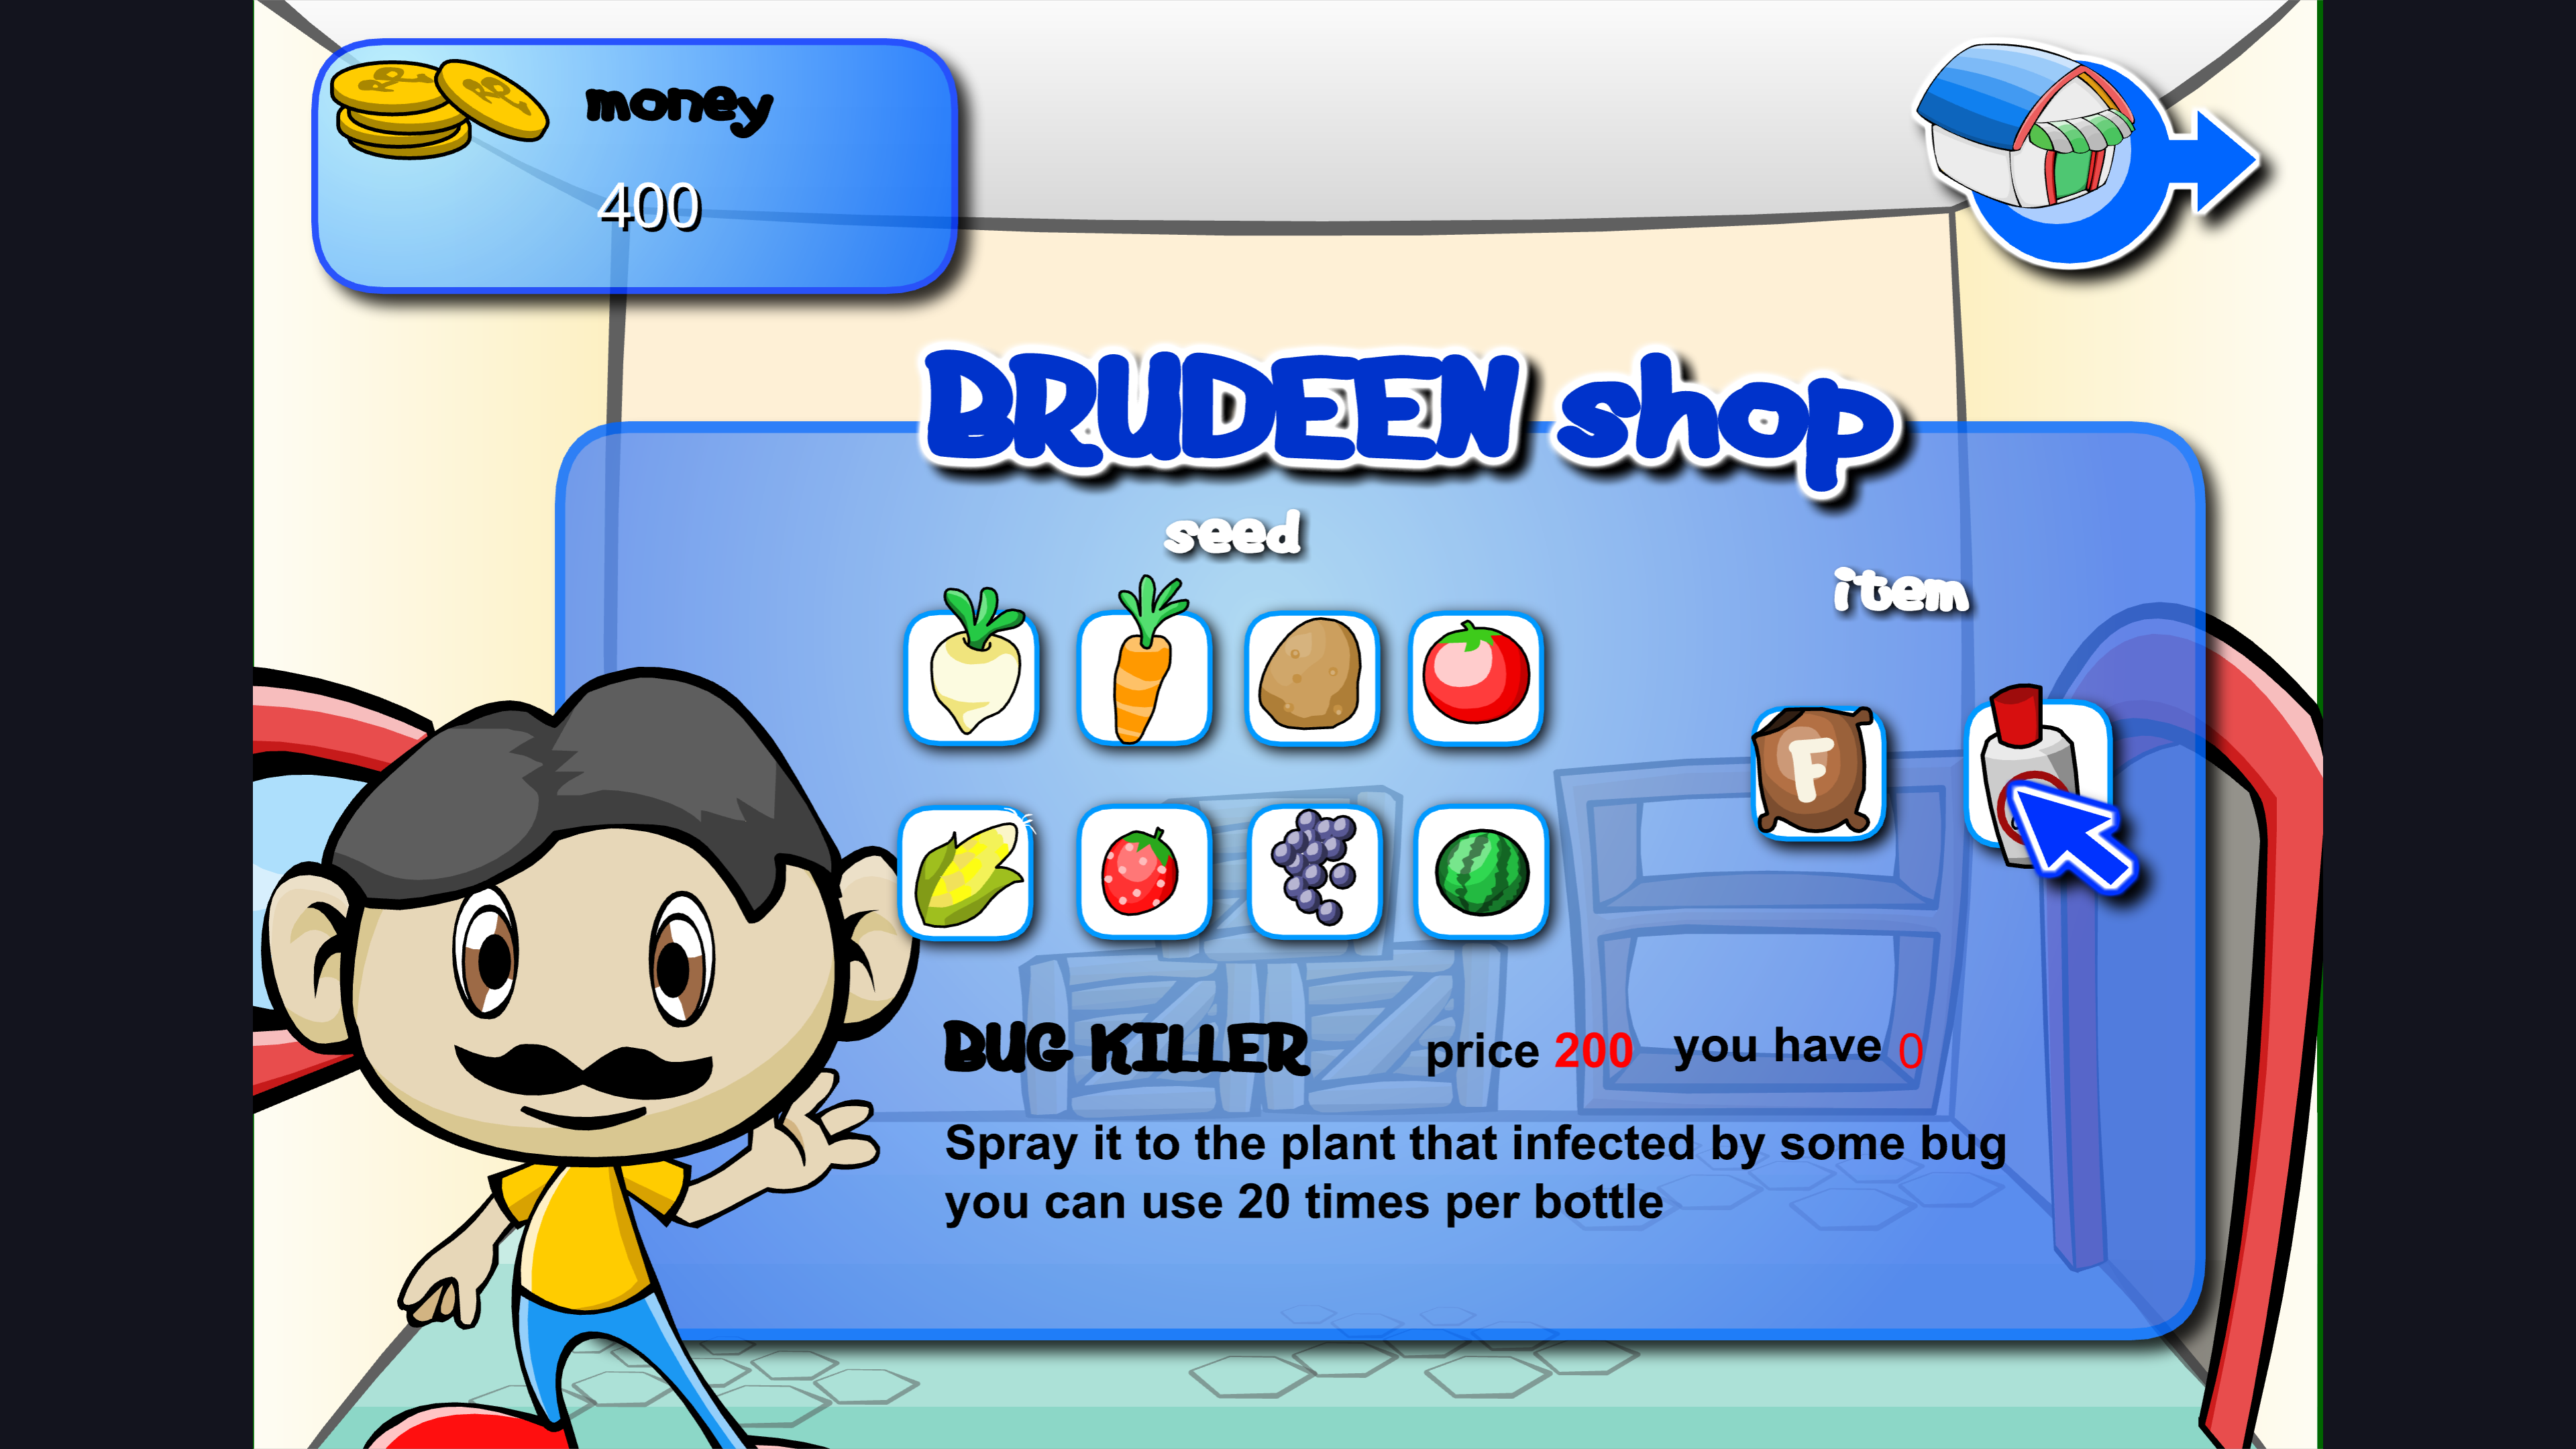 money
400
BRUDEEN shop
seed
item
F
BUG KILLER price 200 you have 0
Spray it to the plant that infected by some bug
you can use 20 times per bottle